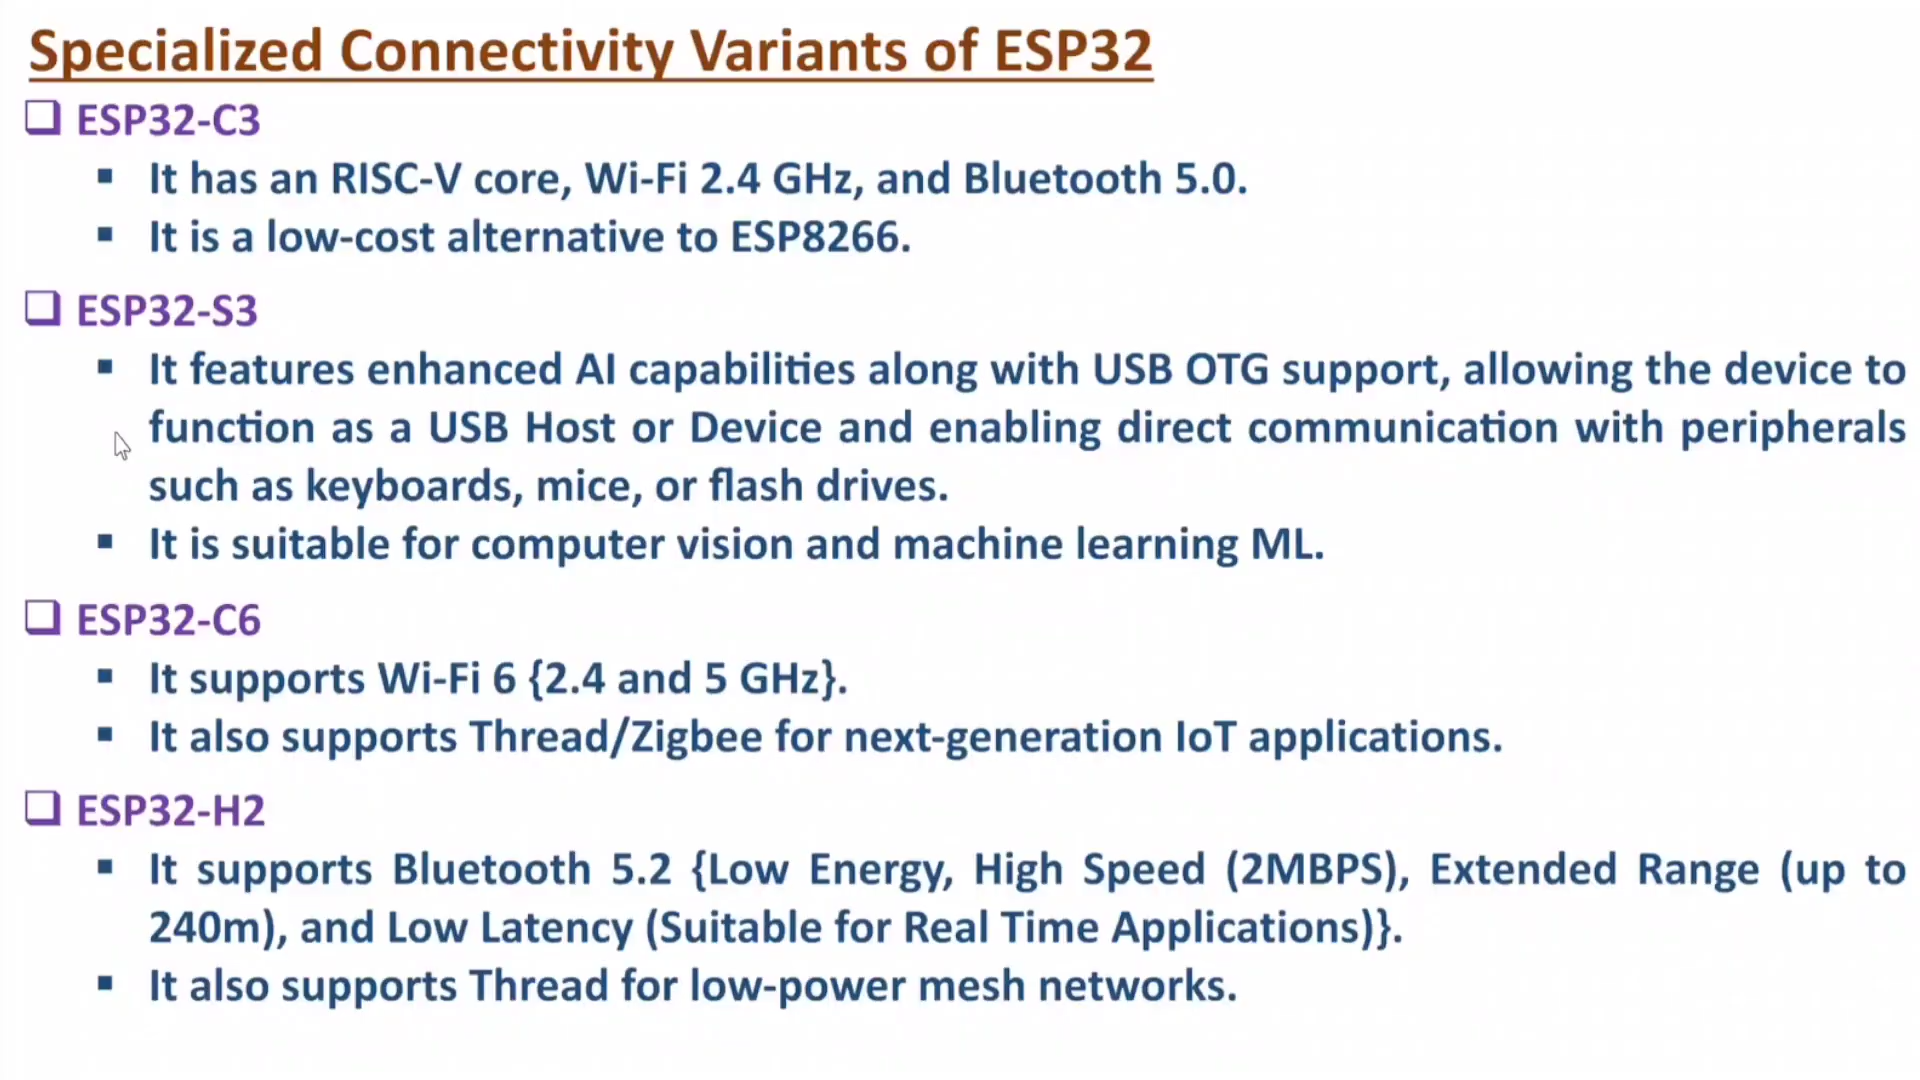 Specialized Connectivity Variants of ESP32
ESP32-C3
It has an RISC-V core, Wi-Fi 2.4 GHz, and Bluetooth 5.0.
It is a low-cost alternative to ESP8266.
ESP32-S3
It features enhanced AI capabilities along with USB OTG support, allowing the device to
function as a USB Host or Device and enabling direct communication with peripherals
such as keyboards, mice, or flash drives.
It is suitable for computer vision and machine learning ML.
ESP32-C6
It supports Wi-Fi 6 {2.4 and 5 GHz}.
It also supports Thread/Zigbee for next-generation IoT applications.
ESP32-H2
It supports Bluetooth 5.2 {Low Energy, High Speed (2MBPS), Extended Range (up to
240m), and Low Latency (Suitable for Real Time Applications)}.
It also supports Thread for low-power mesh networks.